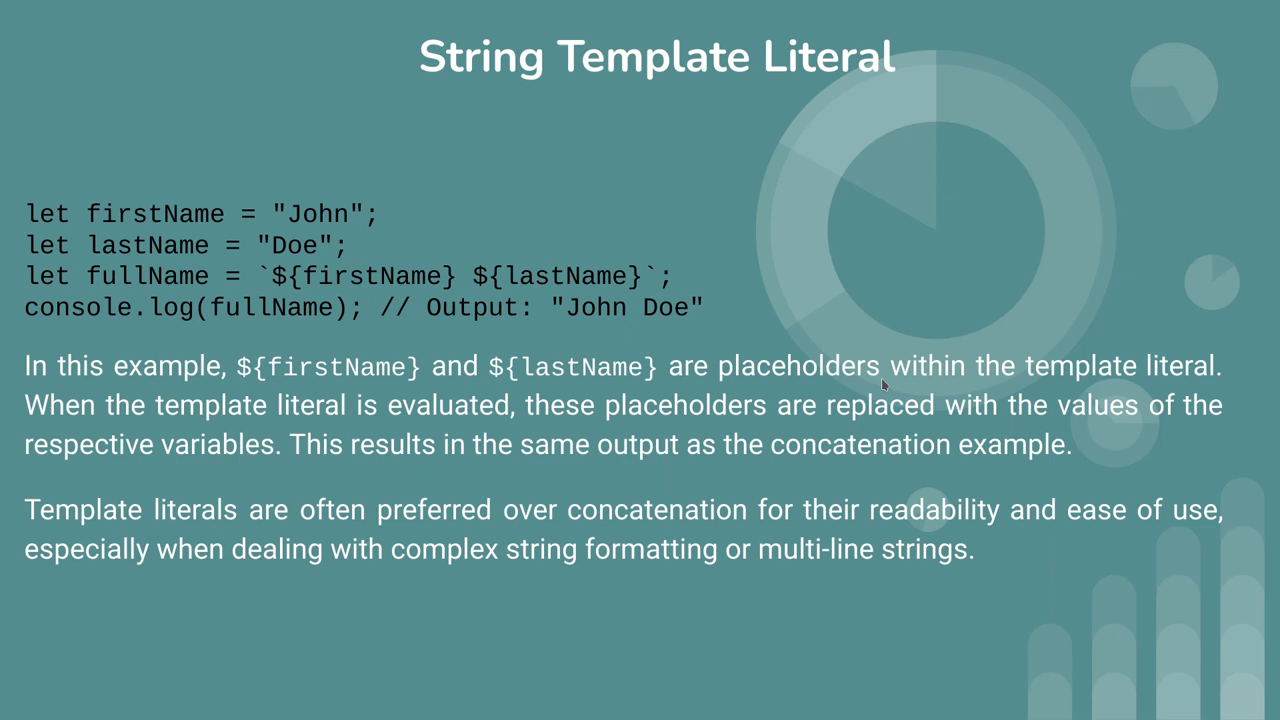 String Template Literal
let firstName = "John";
let lastName = "Doe";
let fullName = `${firstName} ${lastName}`;
console.log(fullName); // Output: "John Doe"
In this example, ${firstName} and ${lastName} are placeholders within the template literal.
When the template literal is evaluated, these placeholders are replaced with the values of the
respective variables. This results in the same output as the concatenation example.
Template literals are often preferred over concatenation for their readability and ease of use,
especially when dealing with complex string formatting or multi-line strings.